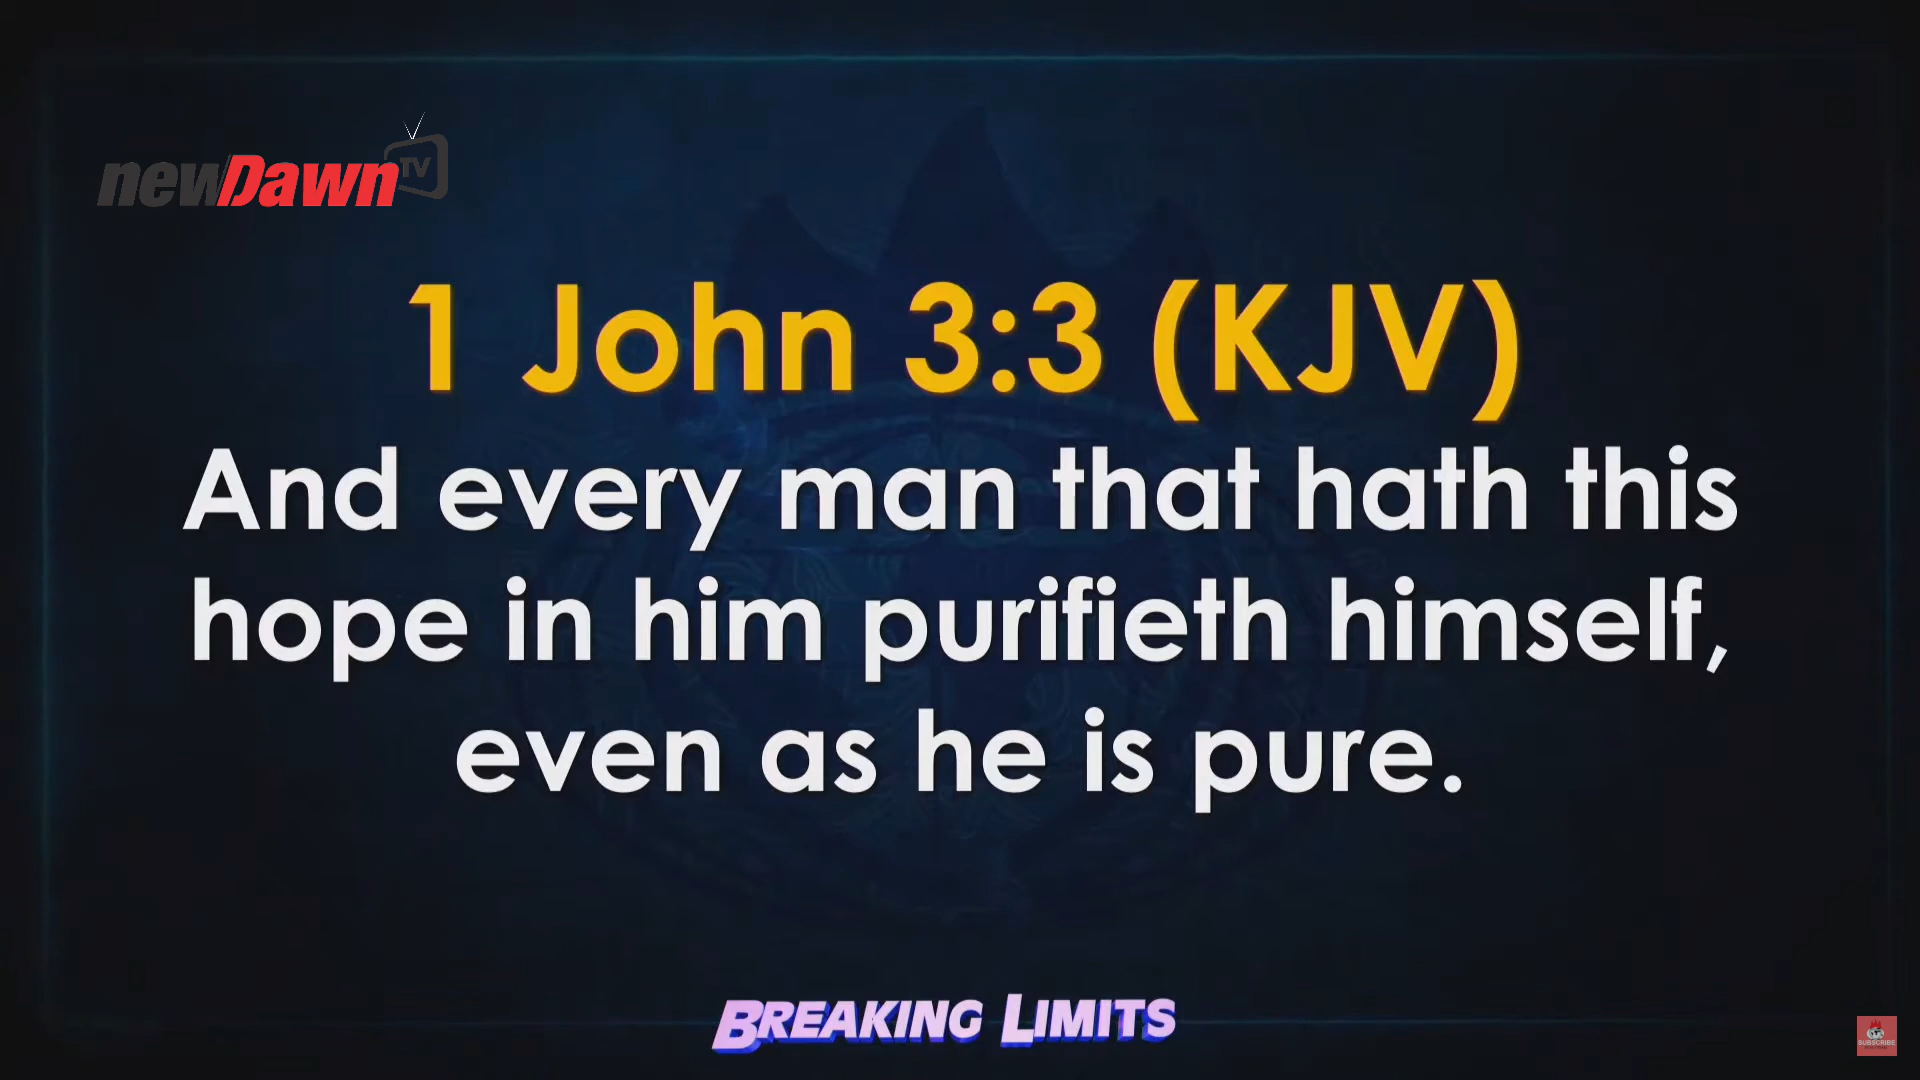 newDawn TV
1 John 3:3 (KJV)
And every man that hath this
hope in him purifieth himself,
even as he is pure.
BREAKING LIMITS
SUBSCRIBE